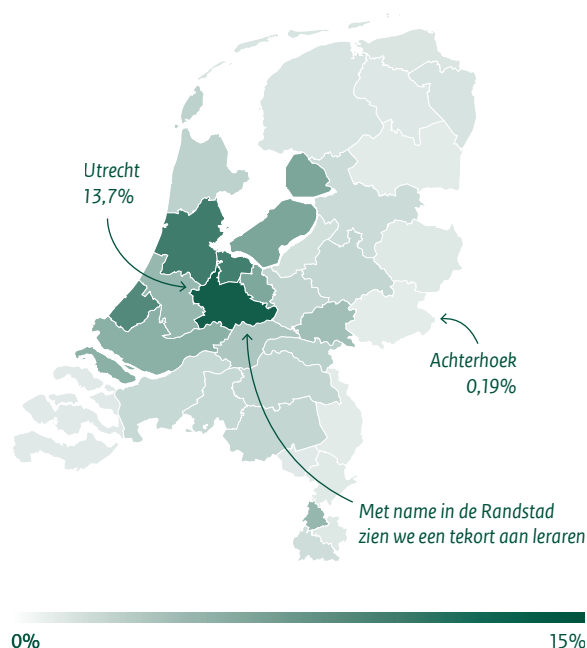 Utrecht
13,7%
Achterhoek
0,19%
Met name in de Randstad
zien we een tekort aan leraren
0%
15%